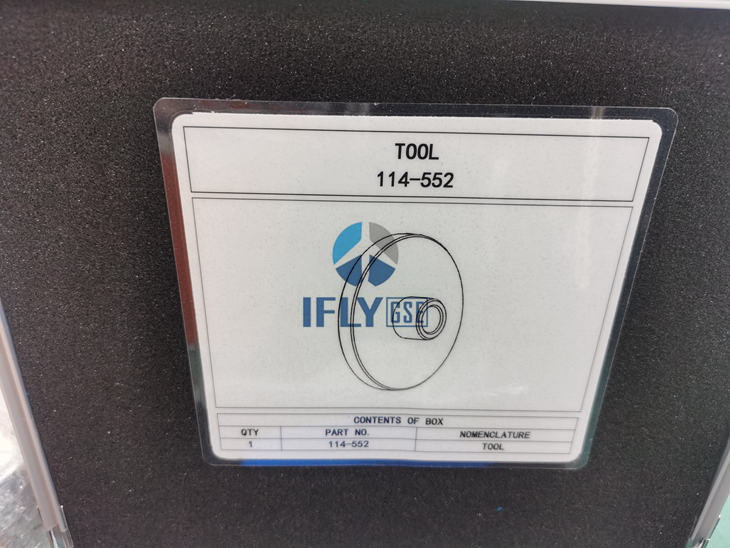 TOOL
114-552
IFLY GSE
CONTENTS OF BOX
QTY PART NO. NOMENCLATURE
1 114-552 TOOL